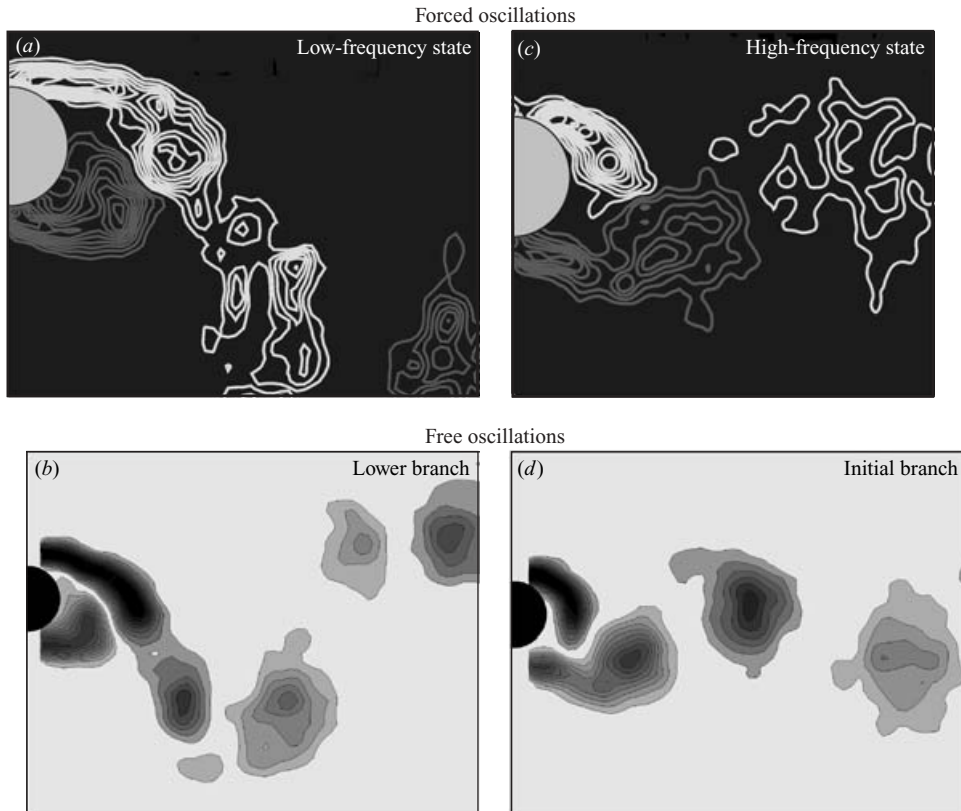 Forced oscillations
(a) Low-frequency state
(c) High-frequency state
Free oscillations
(b) Lower branch
(d) Initial branch